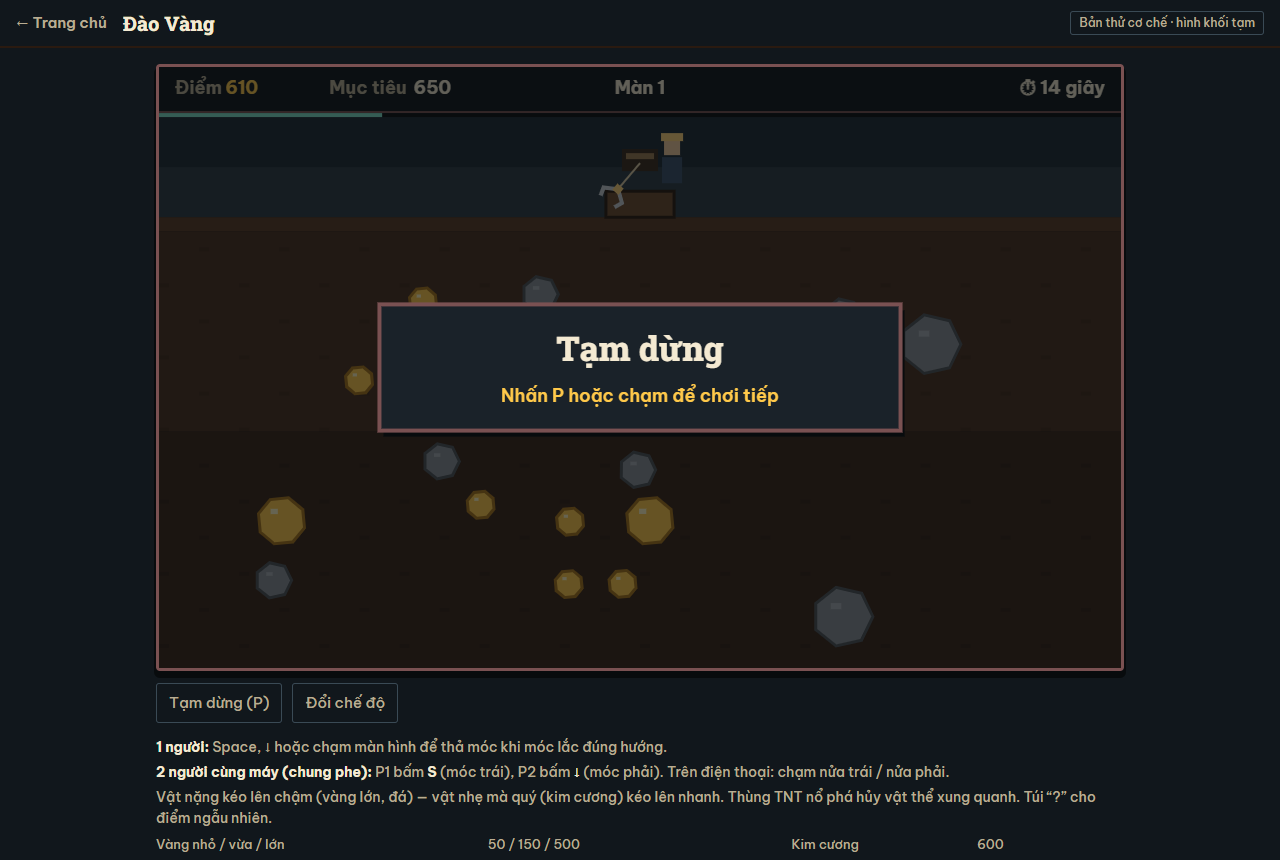 ← Trang chủ Đào Vàng Bản thử cơ chế · hình khối tạm
Điểm 610 Mục tiêu 650 Màn 1 ⏱ 14 giây
Tạm dừng
Nhấn P hoặc chạm để chơi tiếp
Tạm dừng (P) Đổi chế độ
1 người: Space, ↓ hoặc chạm màn hình để thả móc khi móc lắc đúng hướng.
2 người cùng máy (chung phe): P1 bấm S (móc trái), P2 bấm ↓ (móc phải). Trên điện thoại: chạm nửa trái / nửa phải.
Vật nặng kéo lên chậm (vàng lớn, đá) — vật nhẹ mà quý (kim cương) kéo lên nhanh. Thùng TNT nổ phá hủy vật thể xung quanh. Túi “?” cho
điểm ngẫu nhiên.
Vàng nhỏ / vừa / lớn 50 / 150 / 500 Kim cương 600